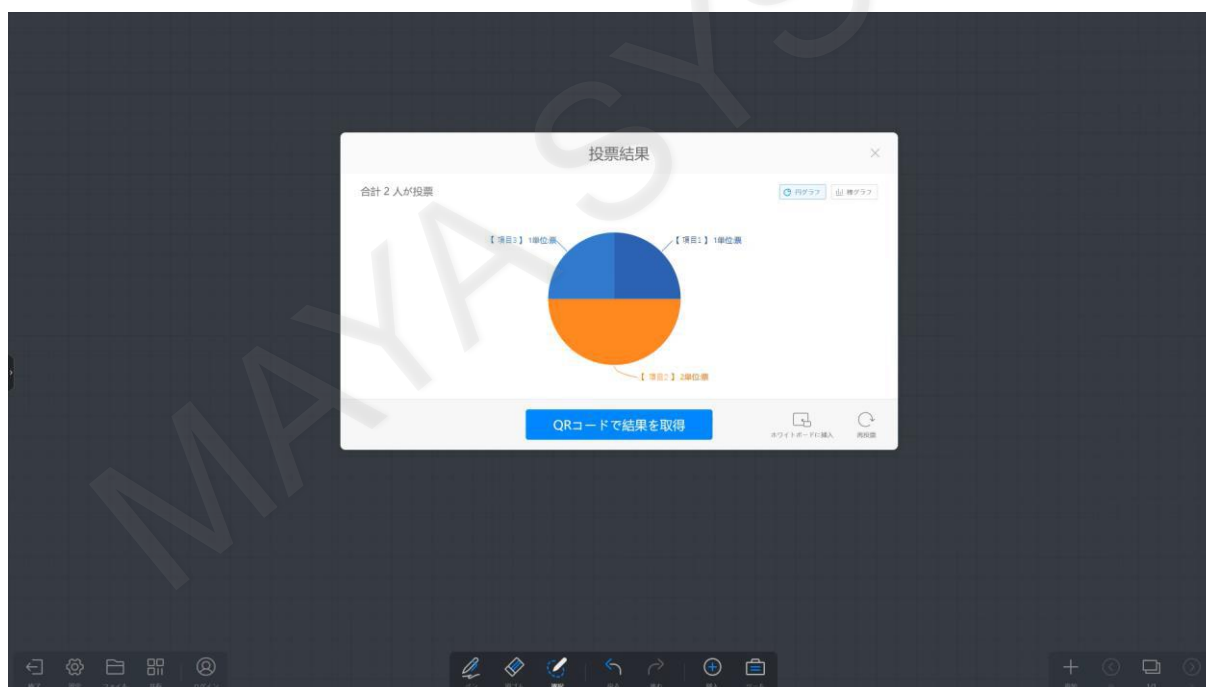 投票結果
合計 2 人が投票
円グラフ 棒グラフ
【 項目3 】 1単位票
【 項目1 】 1単位票
【 項目2 】 2単位票
QRコードで結果を取得
ホワイトボードに挿入 再投票
MAYA SYS